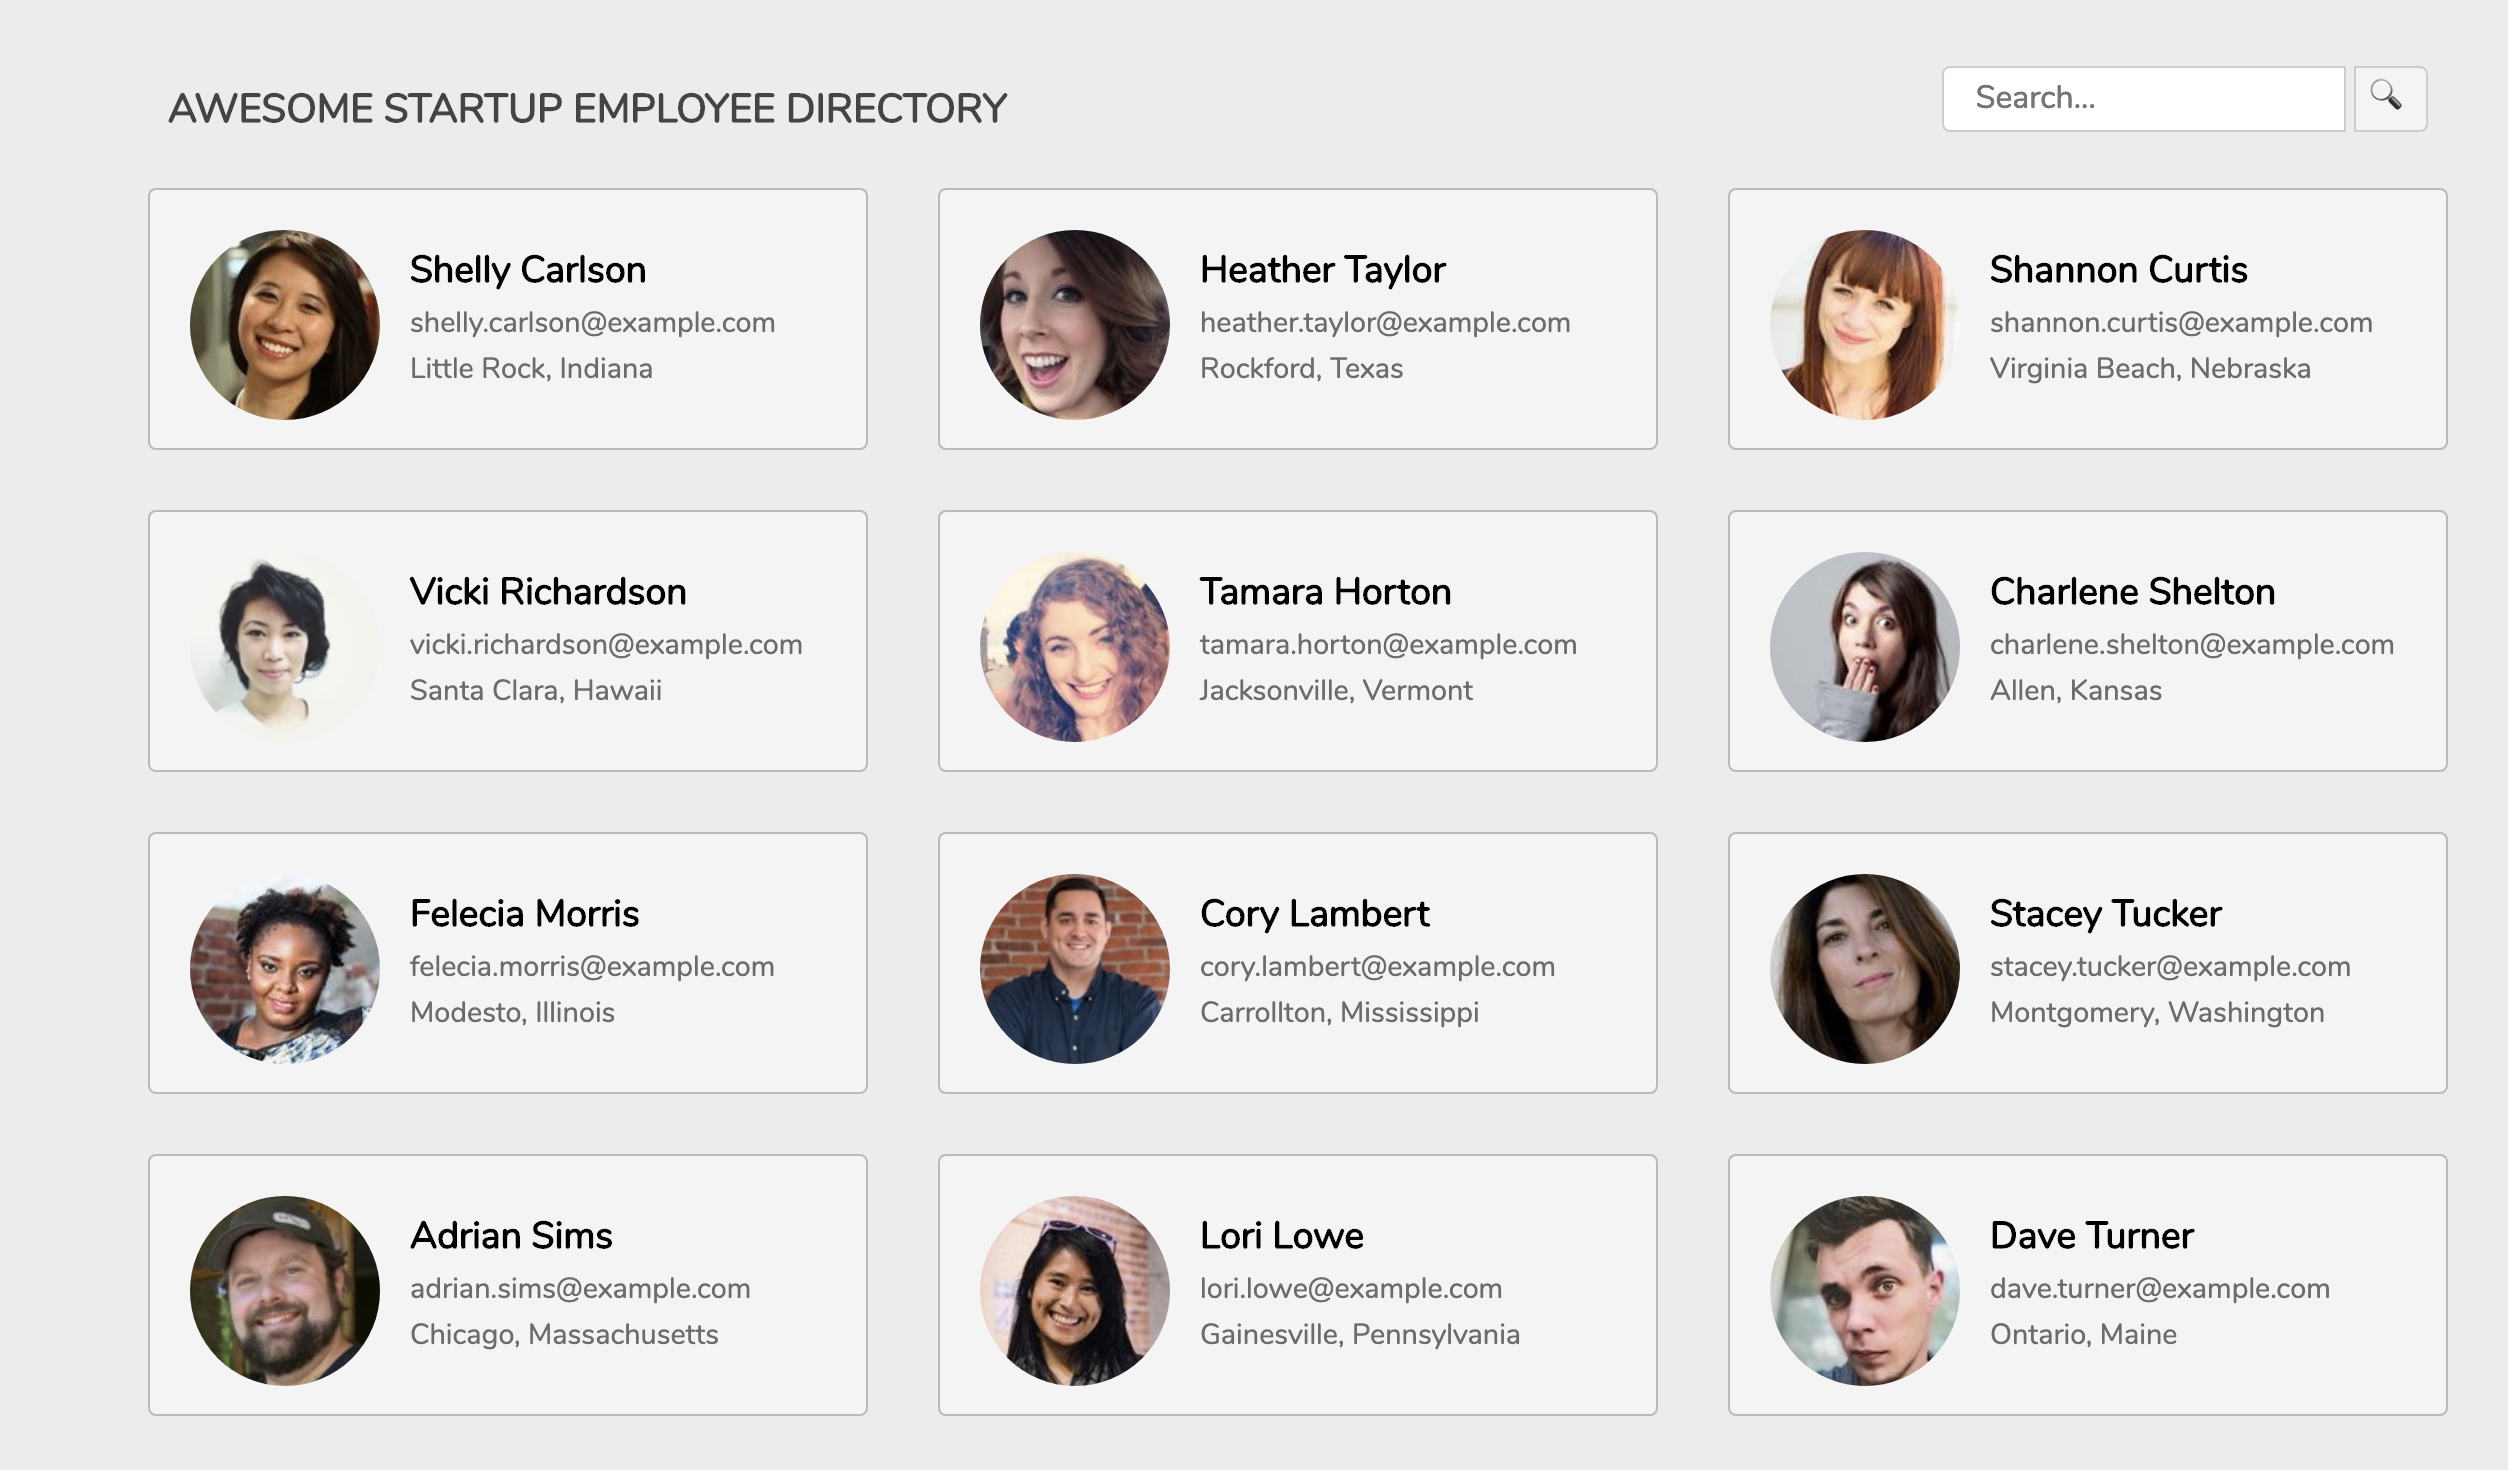 AWESOME STARTUP EMPLOYEE DIRECTORY
Search...
Shelly Carlson
shelly.carlson@example.com
Little Rock, Indiana
Heather Taylor
heather.taylor@example.com
Rockford, Texas
Shannon Curtis
shannon.curtis@example.com
Virginia Beach, Nebraska
Vicki Richardson
vicki.richardson@example.com
Santa Clara, Hawaii
Tamara Horton
tamara.horton@example.com
Jacksonville, Vermont
Charlene Shelton
charlene.shelton@example.com
Allen, Kansas
Felecia Morris
felecia.morris@example.com
Modesto, Illinois
Cory Lambert
cory.lambert@example.com
Carrollton, Mississippi
Stacey Tucker
stacey.tucker@example.com
Montgomery, Washington
Adrian Sims
adrian.sims@example.com
Chicago, Massachusetts
Lori Lowe
lori.lowe@example.com
Gainesville, Pennsylvania
Dave Turner
dave.turner@example.com
Ontario, Maine